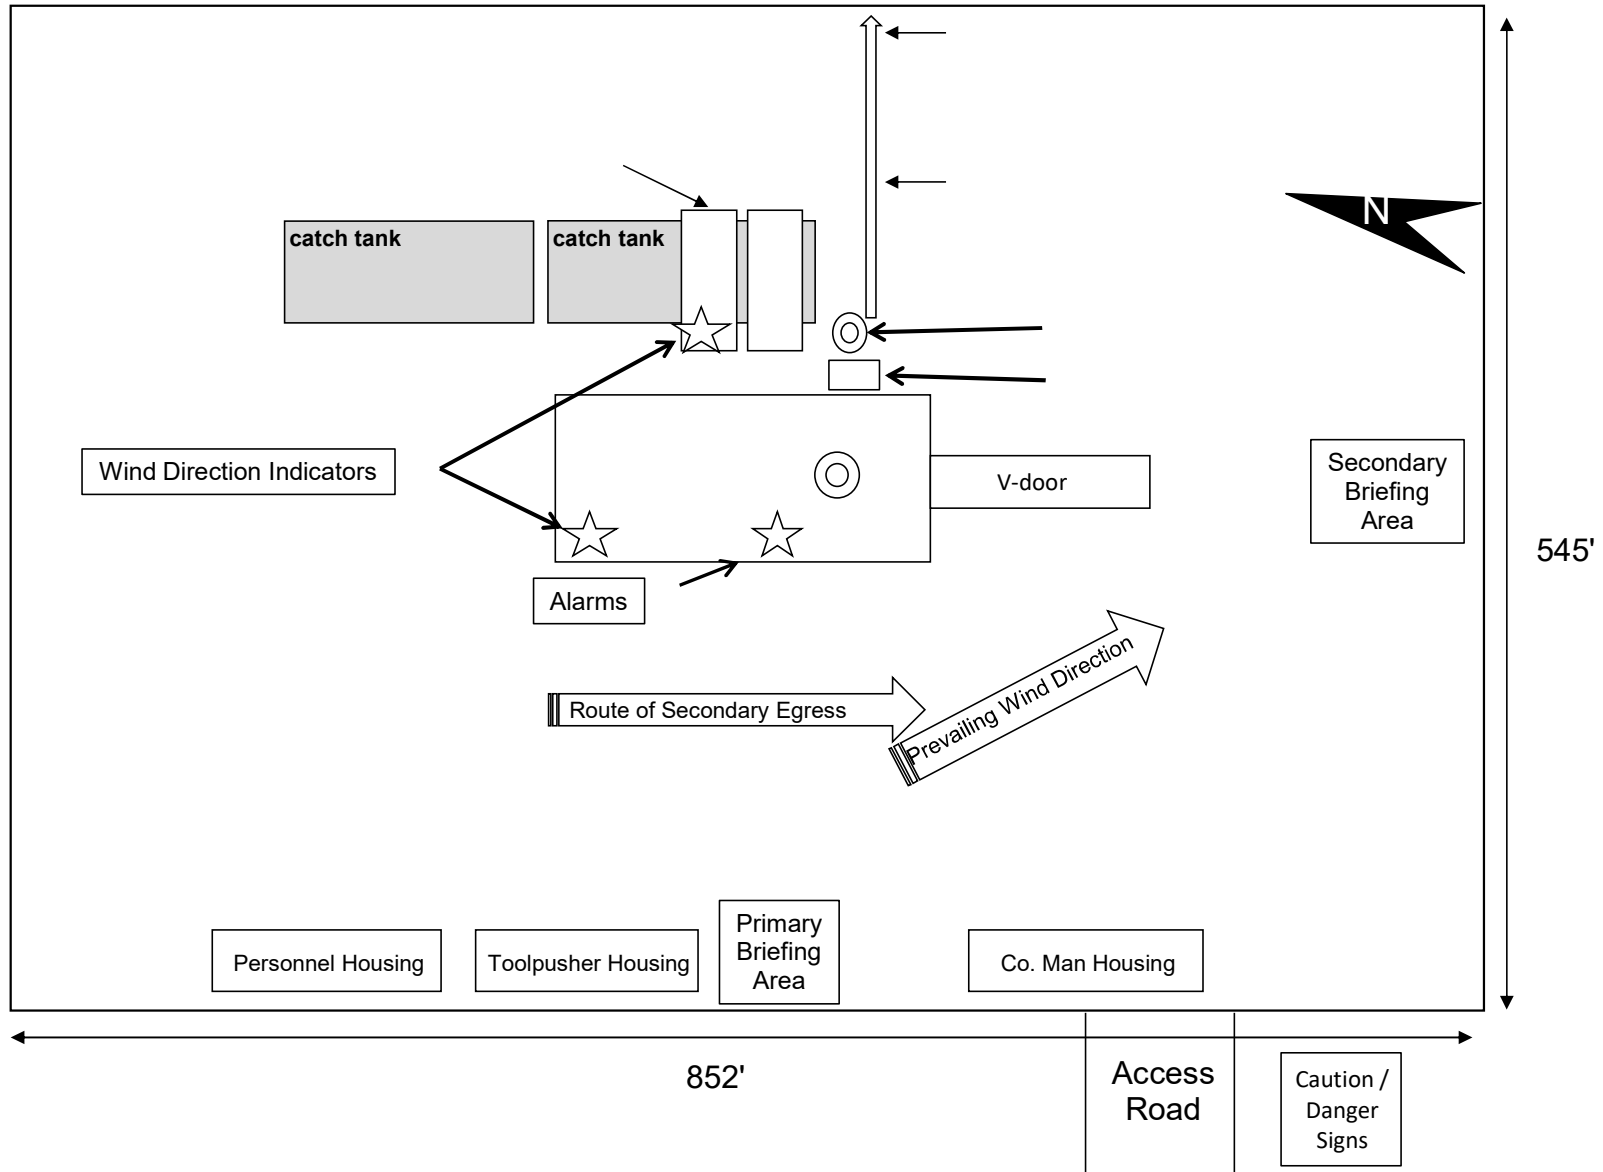 N
catch tank
catch tank
Wind Direction Indicators
V-door
Secondary
Briefing
Area
545'
Alarms
Prevailing Wind Direction
Route of Secondary Egress
Primary
Briefing
Area
Personnel Housing
Toolpusher Housing
Co. Man Housing
852'
Access
Road
Caution /
Danger
Signs